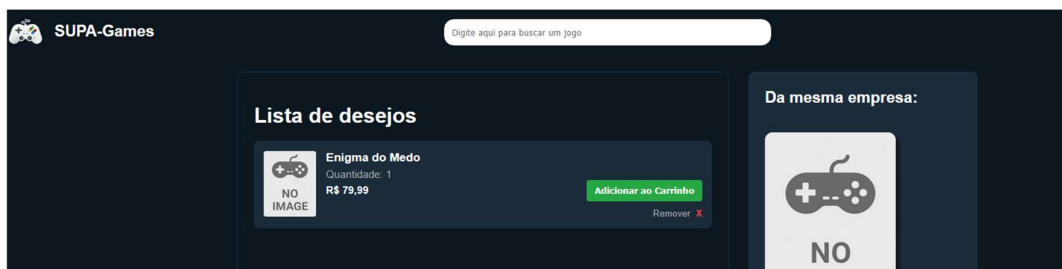 SUPA-Games
Digite aqui para buscar um jogo
Lista de desejos
Enigma do Medo
Quantidade: 1
R$ 79,99
NO
IMAGE
Adicionar ao Carrinho
Remover X
Da mesma empresa:
NO